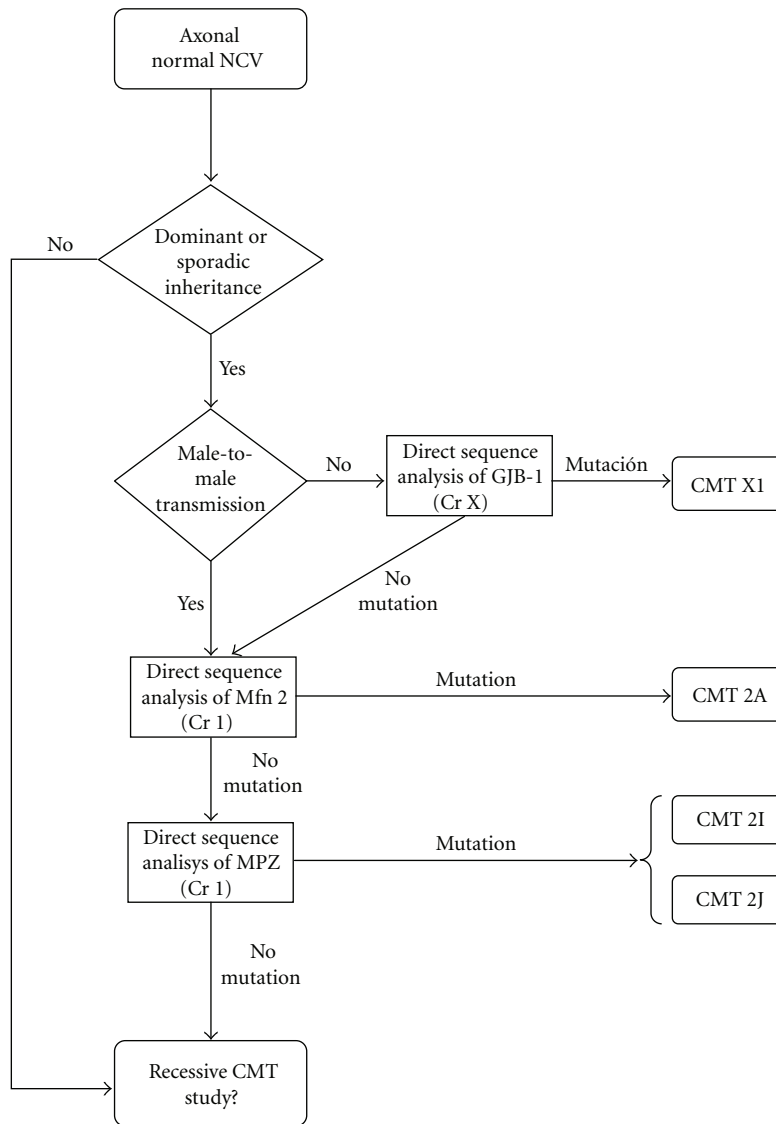 Axonal
normal NCV
No
Dominant or
sporadic
inheritance
Yes
Male-to-
male
transmission
No
Direct sequence
analysis of GJB-1
(Cr X)
Mutación
CMT X1
No
mutation
Yes
Direct sequence
analysis of Mfn 2
(Cr 1)
Mutation
CMT 2A
No
mutation
Direct sequence
analisys of MPZ
(Cr 1)
Mutation
CMT 2I
CMT 2J
No
mutation
Recessive CMT
study?